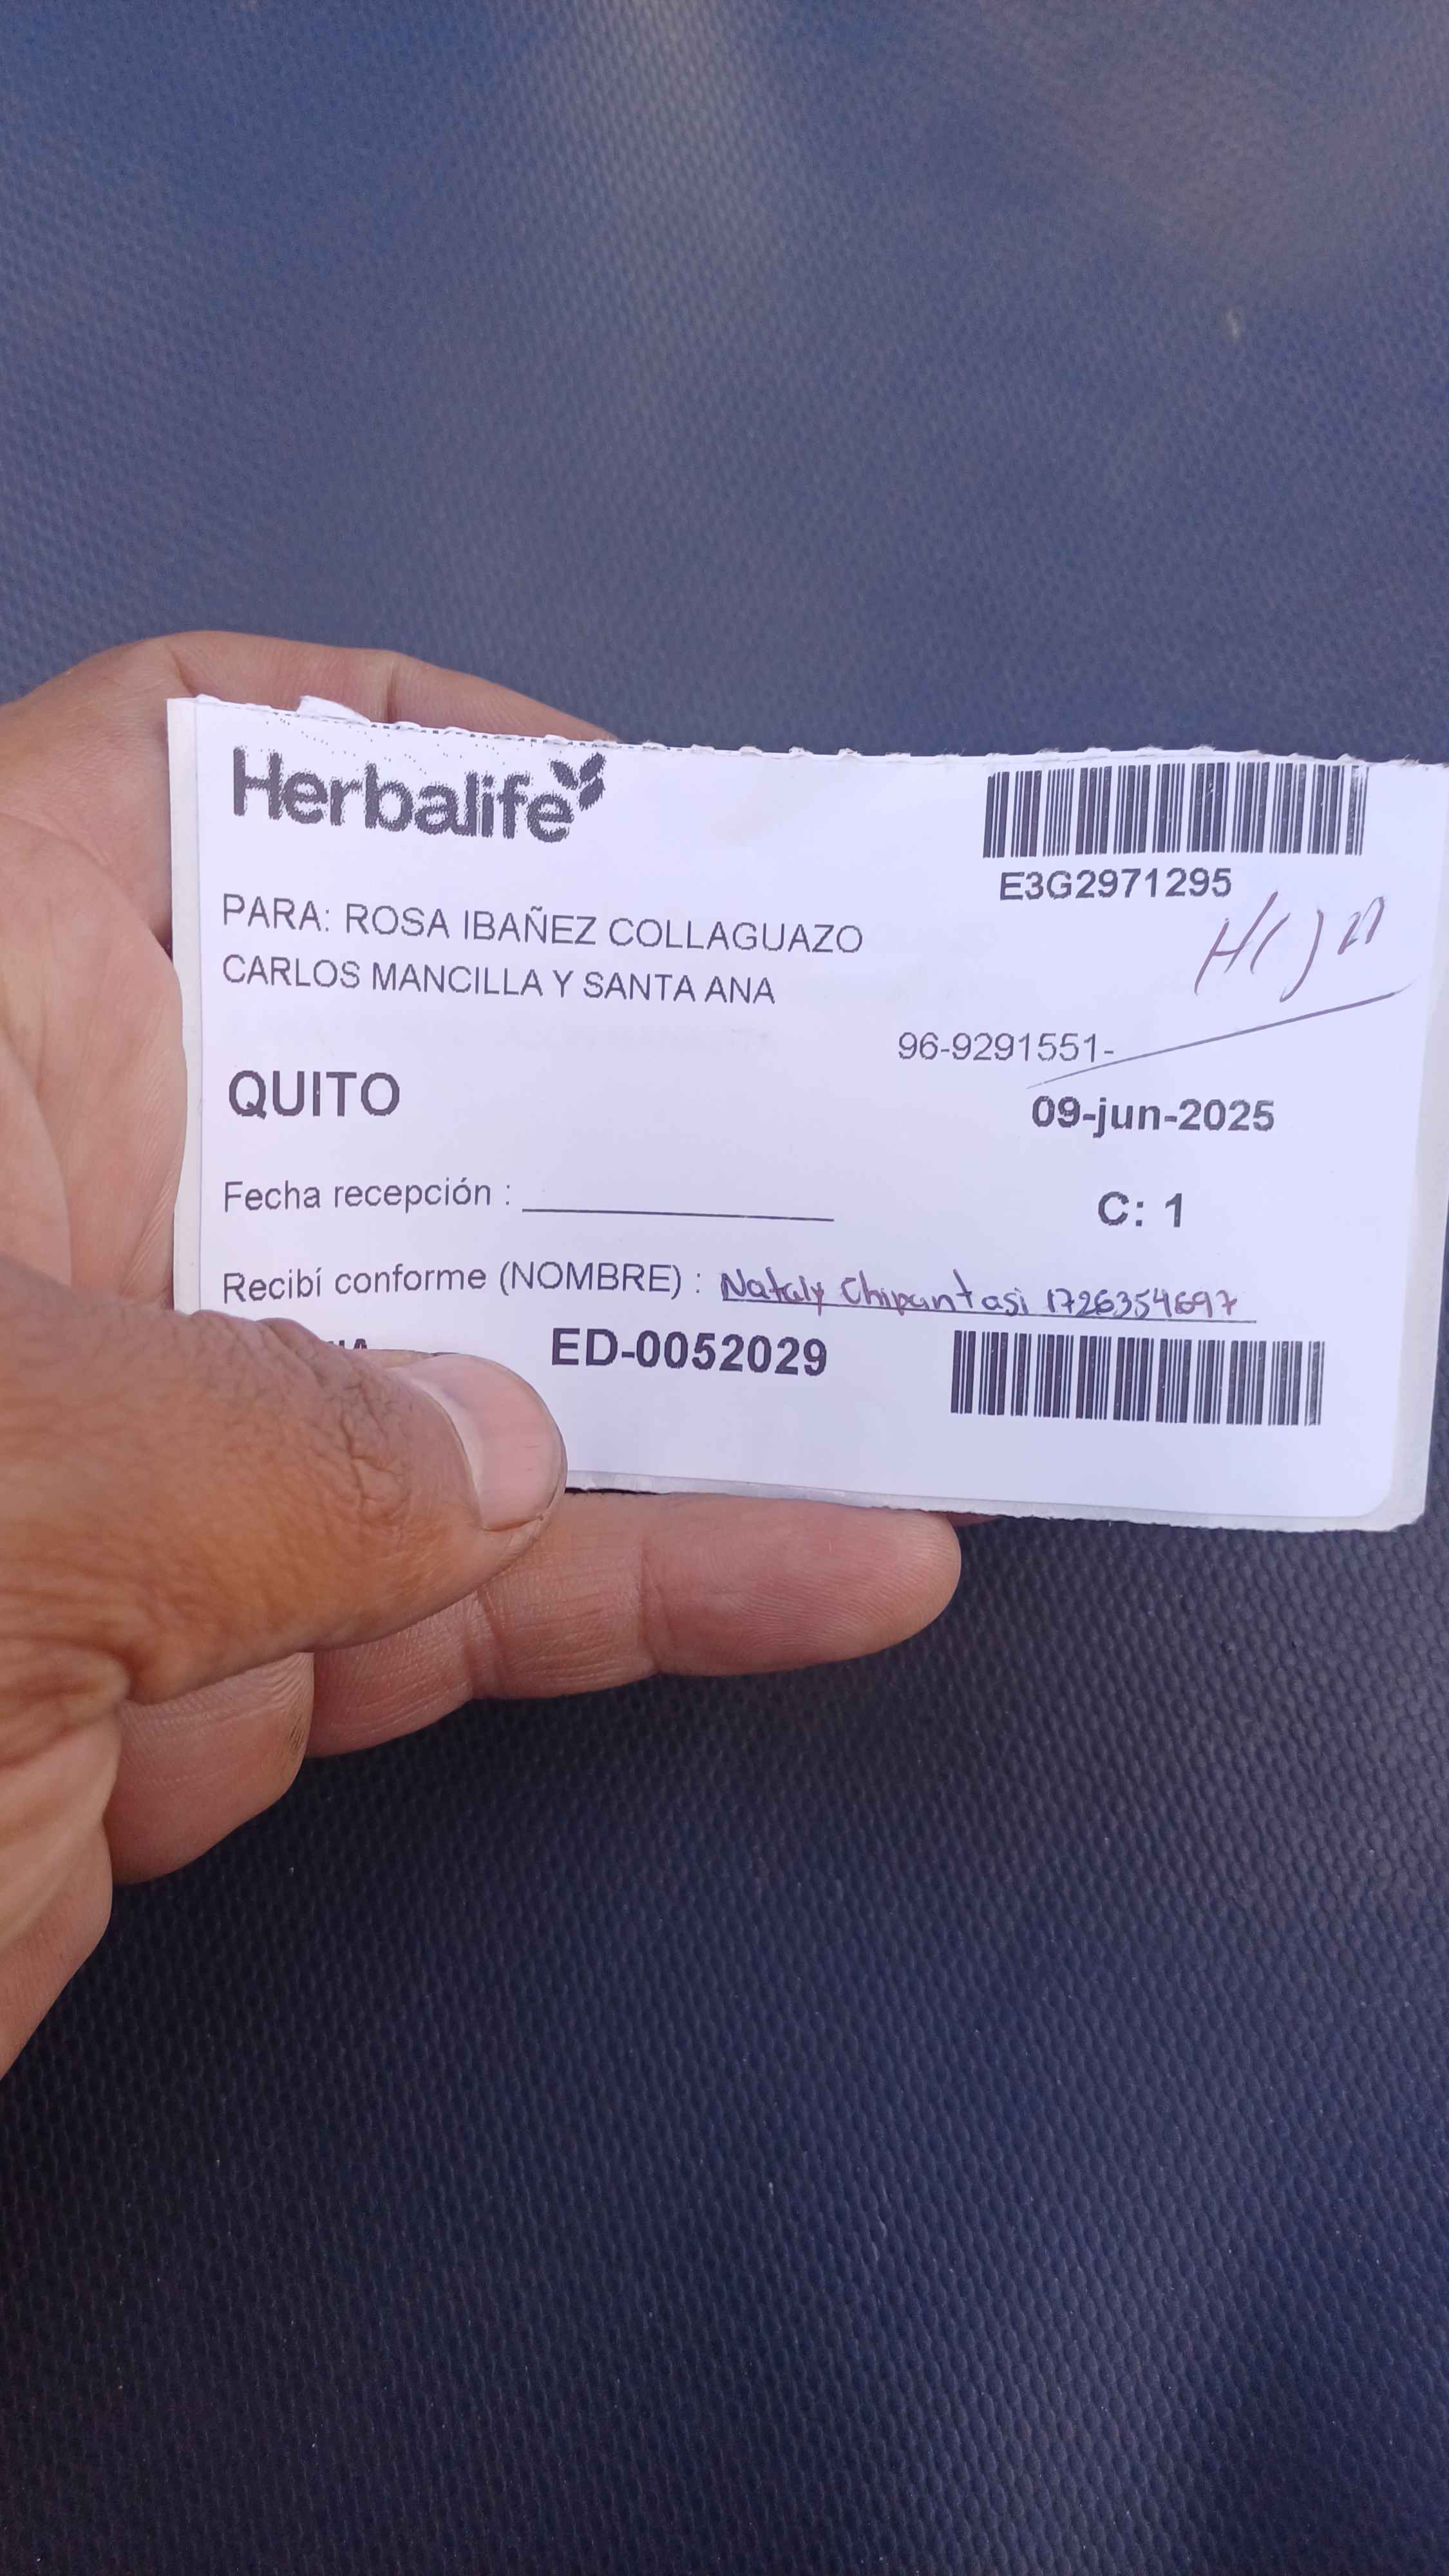 Herbalife
E3G2971295
PARA: ROSA IBAÑEZ COLLAGUAZO
CARLOS MANCILLA Y SANTA ANA
Hija
96-9291551-
QUITO
09-jun-2025
Fecha recepción :
C: 1
Recibí conforme (NOMBRE) : Nataly Chipantasi 1726354697
ED-0052029